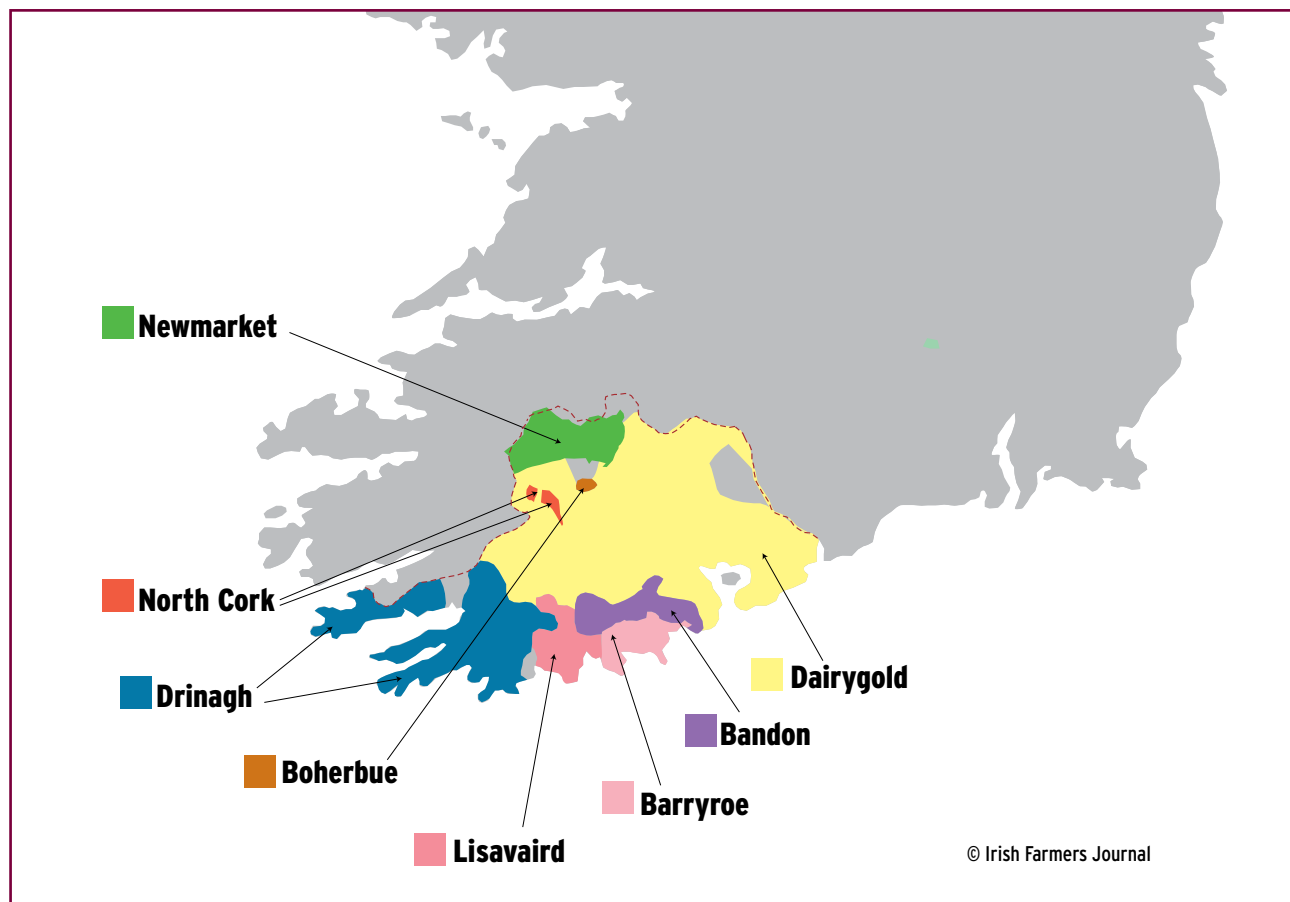 Newmarket
North Cork
Drinagh
Dairygold
Bandon
Boherbue
Barryroe
Lisavaird
© Irish Farmers Journal